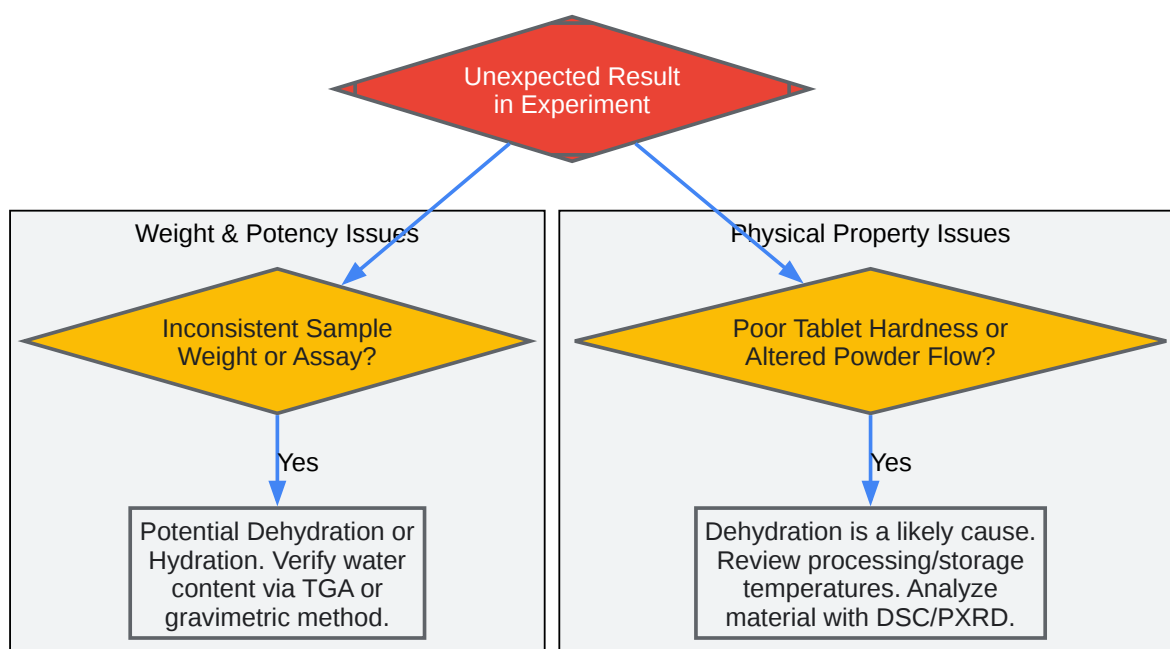 Unexpected Result
in Experiment
Weight & Potency Issues
Inconsistent Sample
Weight or Assay?
Yes
Potential Dehydration or
Hydration. Verify water
content via TGA or
gravimetric method.
Physical Property Issues
Poor Tablet Hardness or
Altered Powder Flow?
Yes
Dehydration is a likely cause.
Review processing/storage
temperatures. Analyze
material with DSC/PXRD.